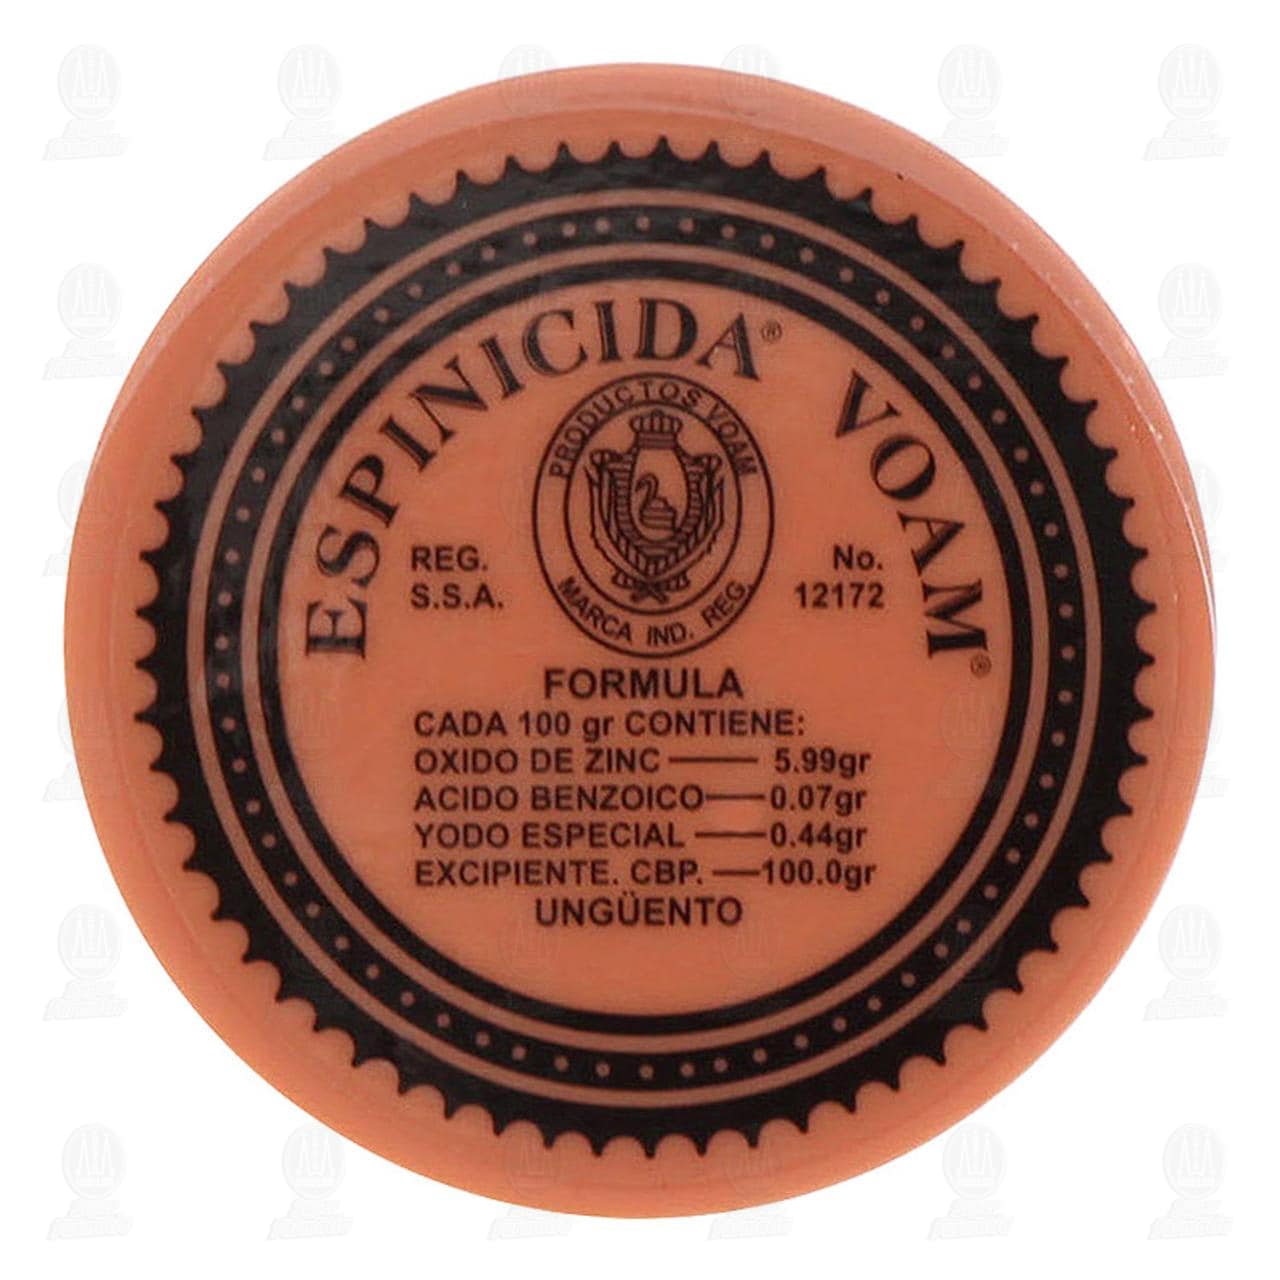 ESPINICIDA® VOAM®
PRODUCTOS VOAM
MARCA IND. REG.
REG. No.
S.S.A. 12172
FORMULA
CADA 100 gr CONTIENE:
OXIDO DE ZINC 5.99gr
ACIDO BENZOICO 0.07gr
YODO ESPECIAL 0.44gr
EXCIPIENTE. CBP. 100.0gr
UNGÜENTO